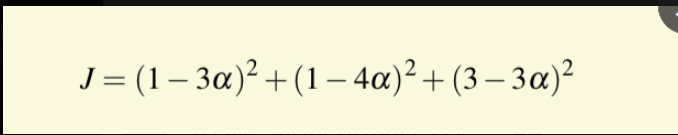 J = (1 − 3α)² + (1 − 4α)² + (3 − 3α)²